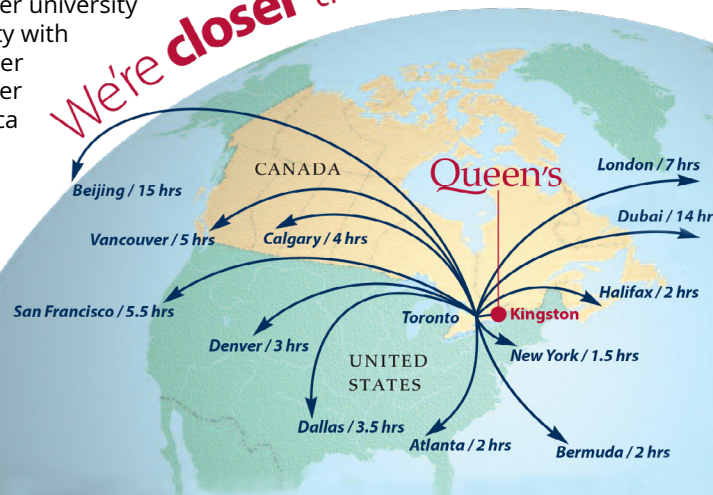 er university
ty with
er
er
ca
We're closer
CANADA
Queen's
London / 7 hrs
Beijing / 15 hrs
Dubai / 14 hr
Vancouver / 5 hrs
Calgary / 4 hrs
Halifax / 2 hrs
San Francisco / 5.5 hrs
Toronto
Kingston
Denver / 3 hrs
New York / 1.5 hrs
UNITED
STATES
Dallas / 3.5 hrs
Atlanta / 2 hrs
Bermuda / 2 hrs